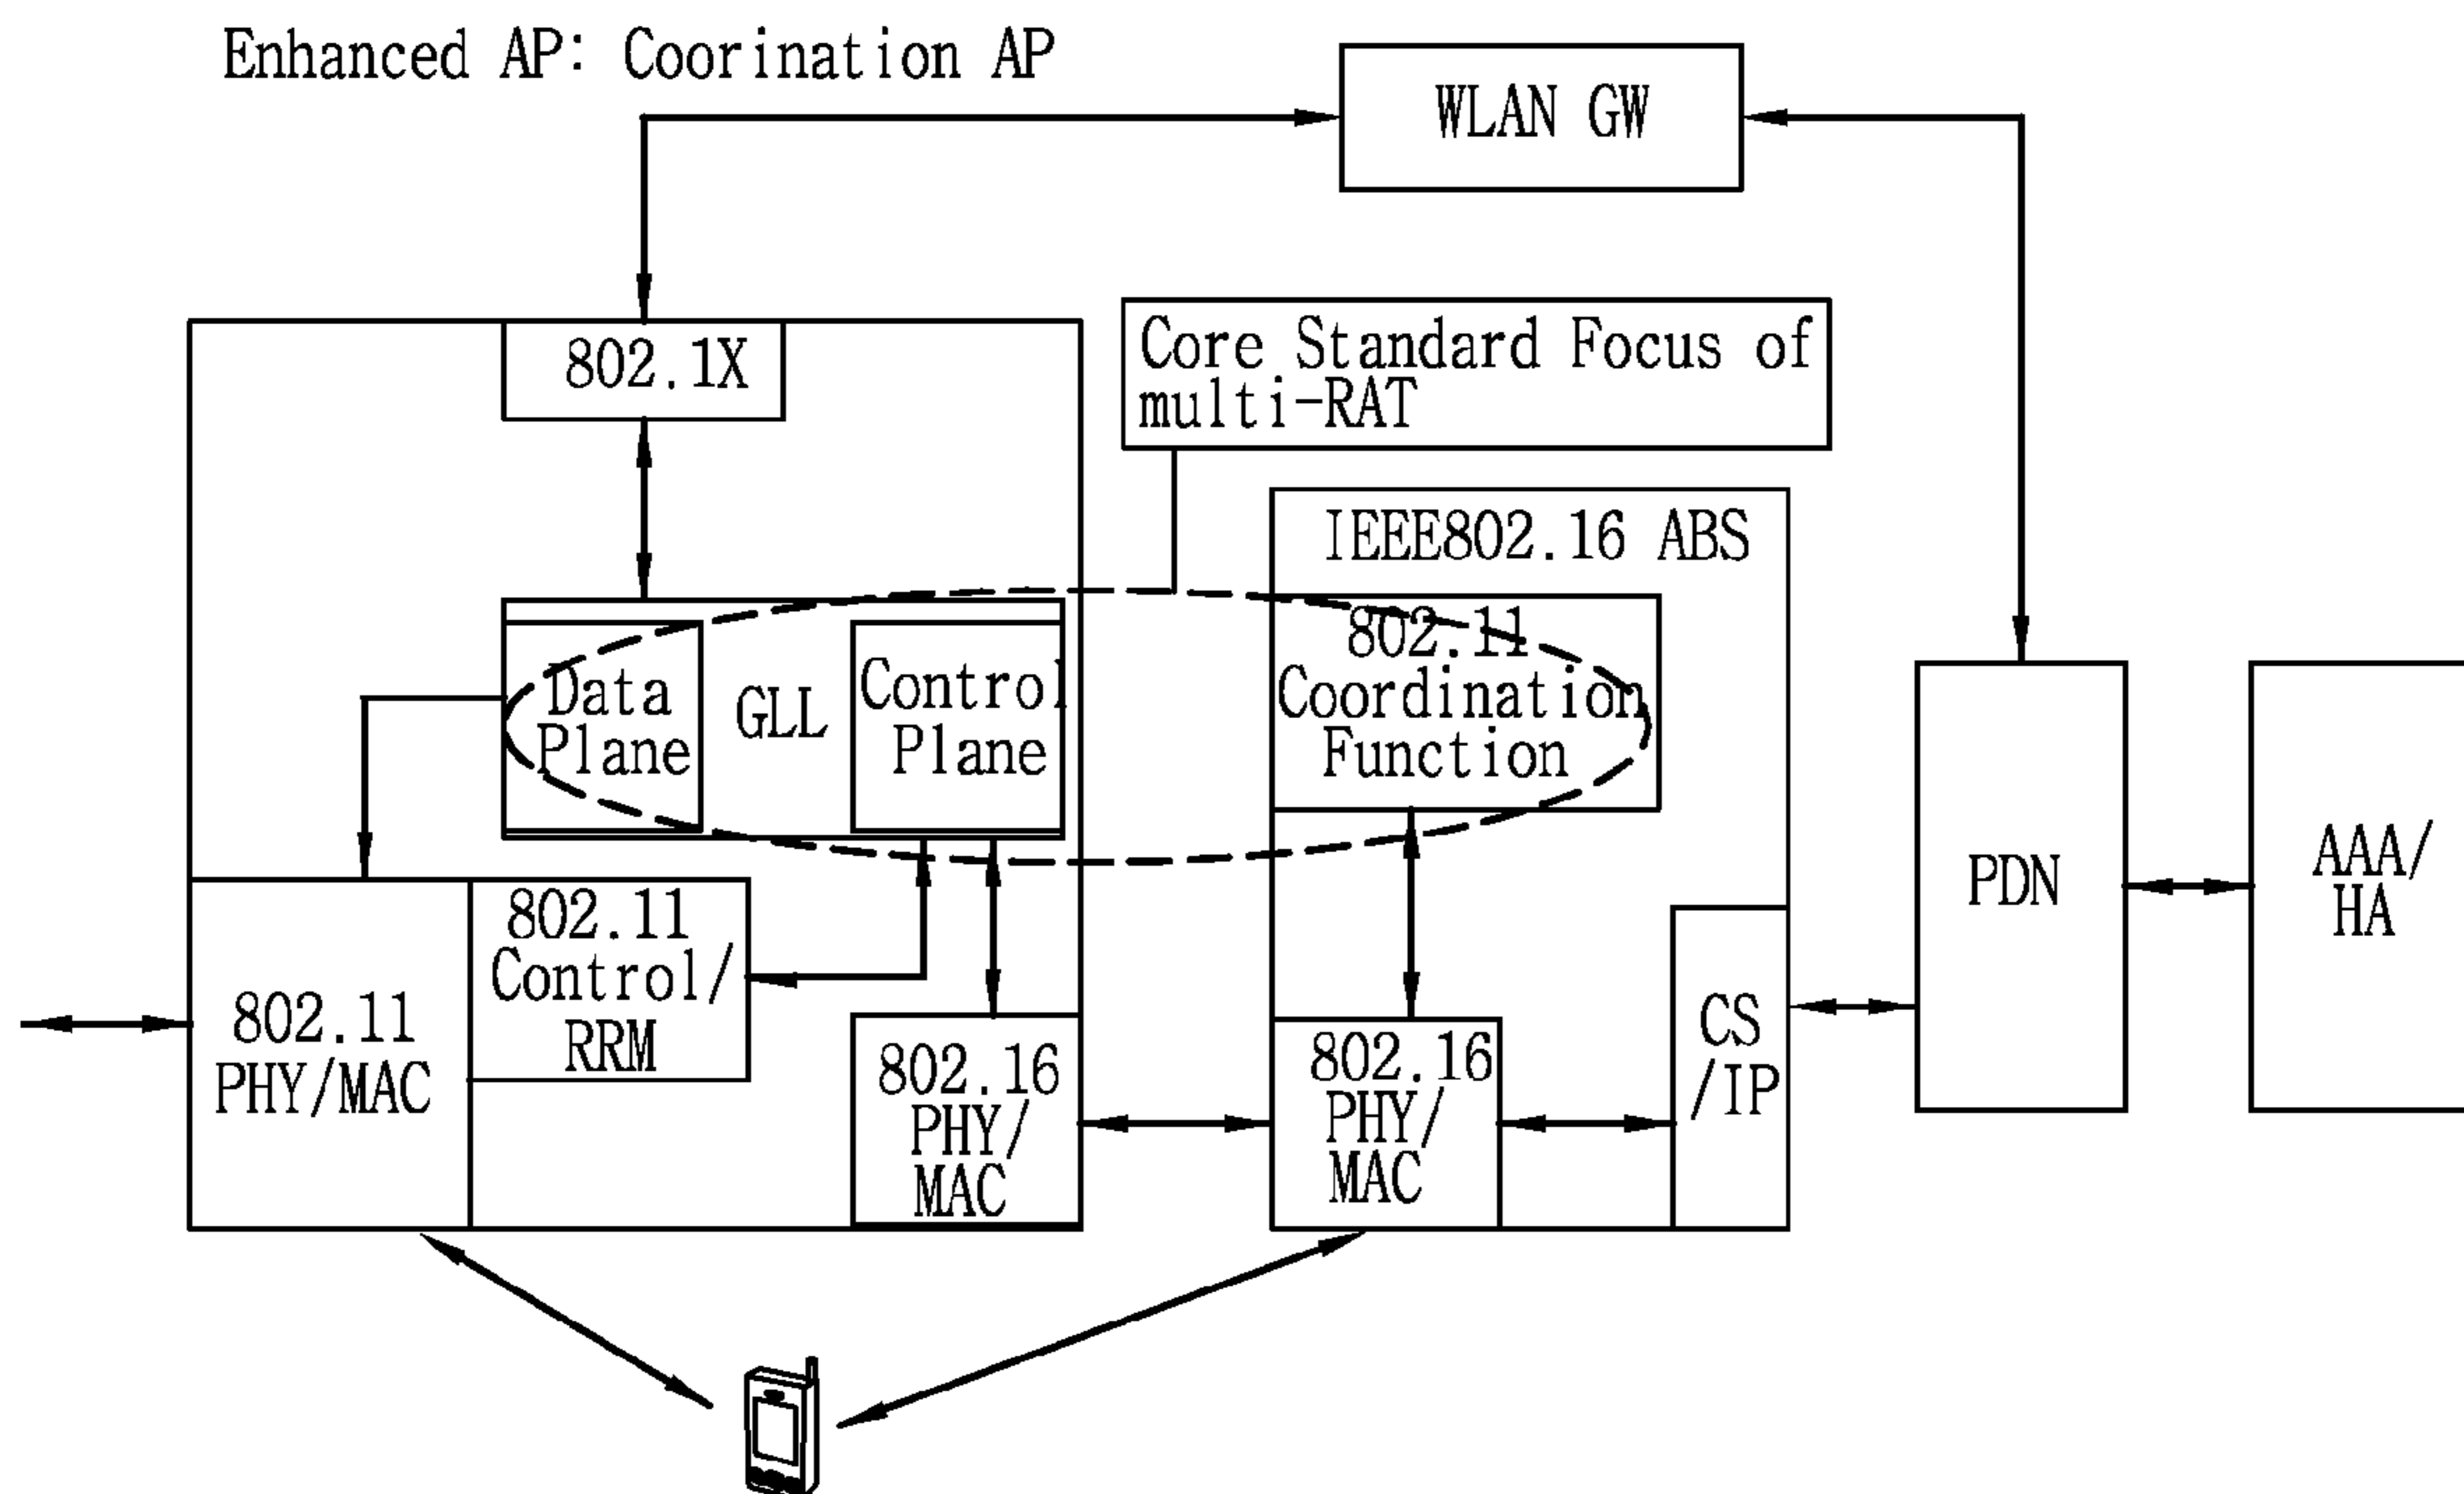 Enhanced AP: Coorination AP
WLAN GW
802.1X
Core Standard Focus of
multi-RAT
IEEE802.16 ABS
Data
Plane
GLL
Control
Plane
802.11
Coordination
Function
802.11
PHY/MAC
802.11
Control/
RRM
802.16
PHY/
MAC
802.16
PHY/
MAC
CS
/IP
PDN
AAA/
HA